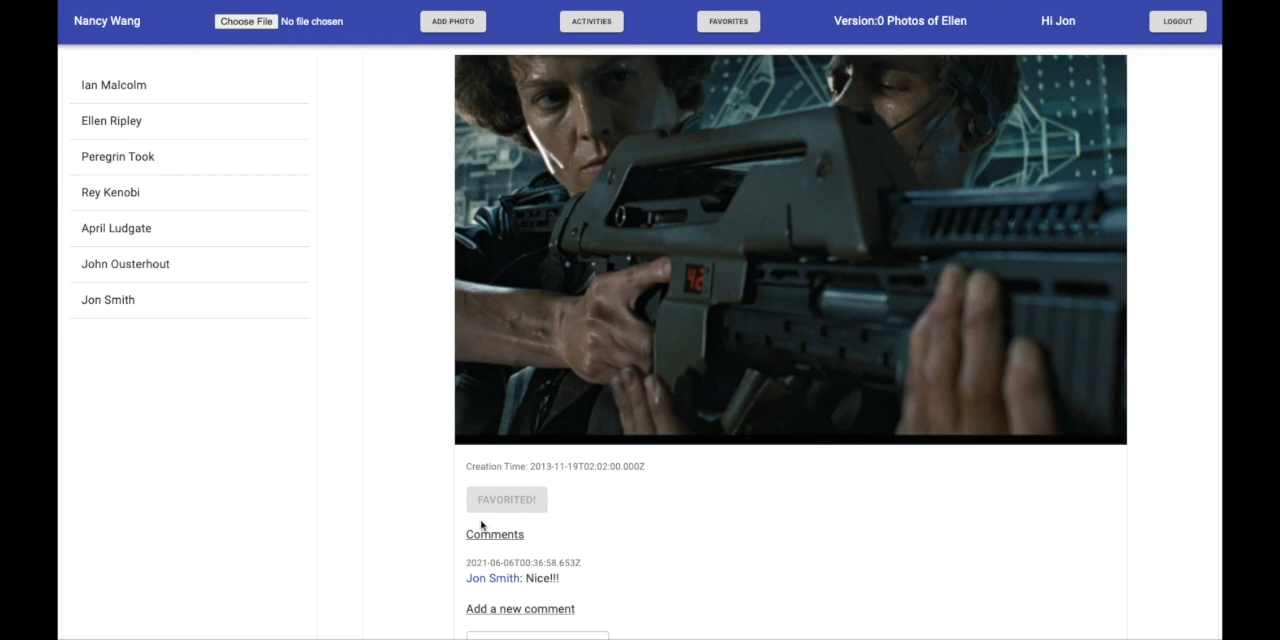 Nancy Wang
Choose File No file chosen
ADD PHOTO
ACTIVITIES
FAVORITES
Version:0 Photos of Ellen
Hi Jon
LOGOUT
Ian Malcolm
Ellen Ripley
Peregrin Took
Rey Kenobi
April Ludgate
John Ousterhout
Jon Smith
42
Creation Time: 2013-11-19T02:02:00.000Z
FAVORITED!
Comments
2021-06-06T00:36:58.653Z
Jon Smith: Nice!!!
Add a new comment